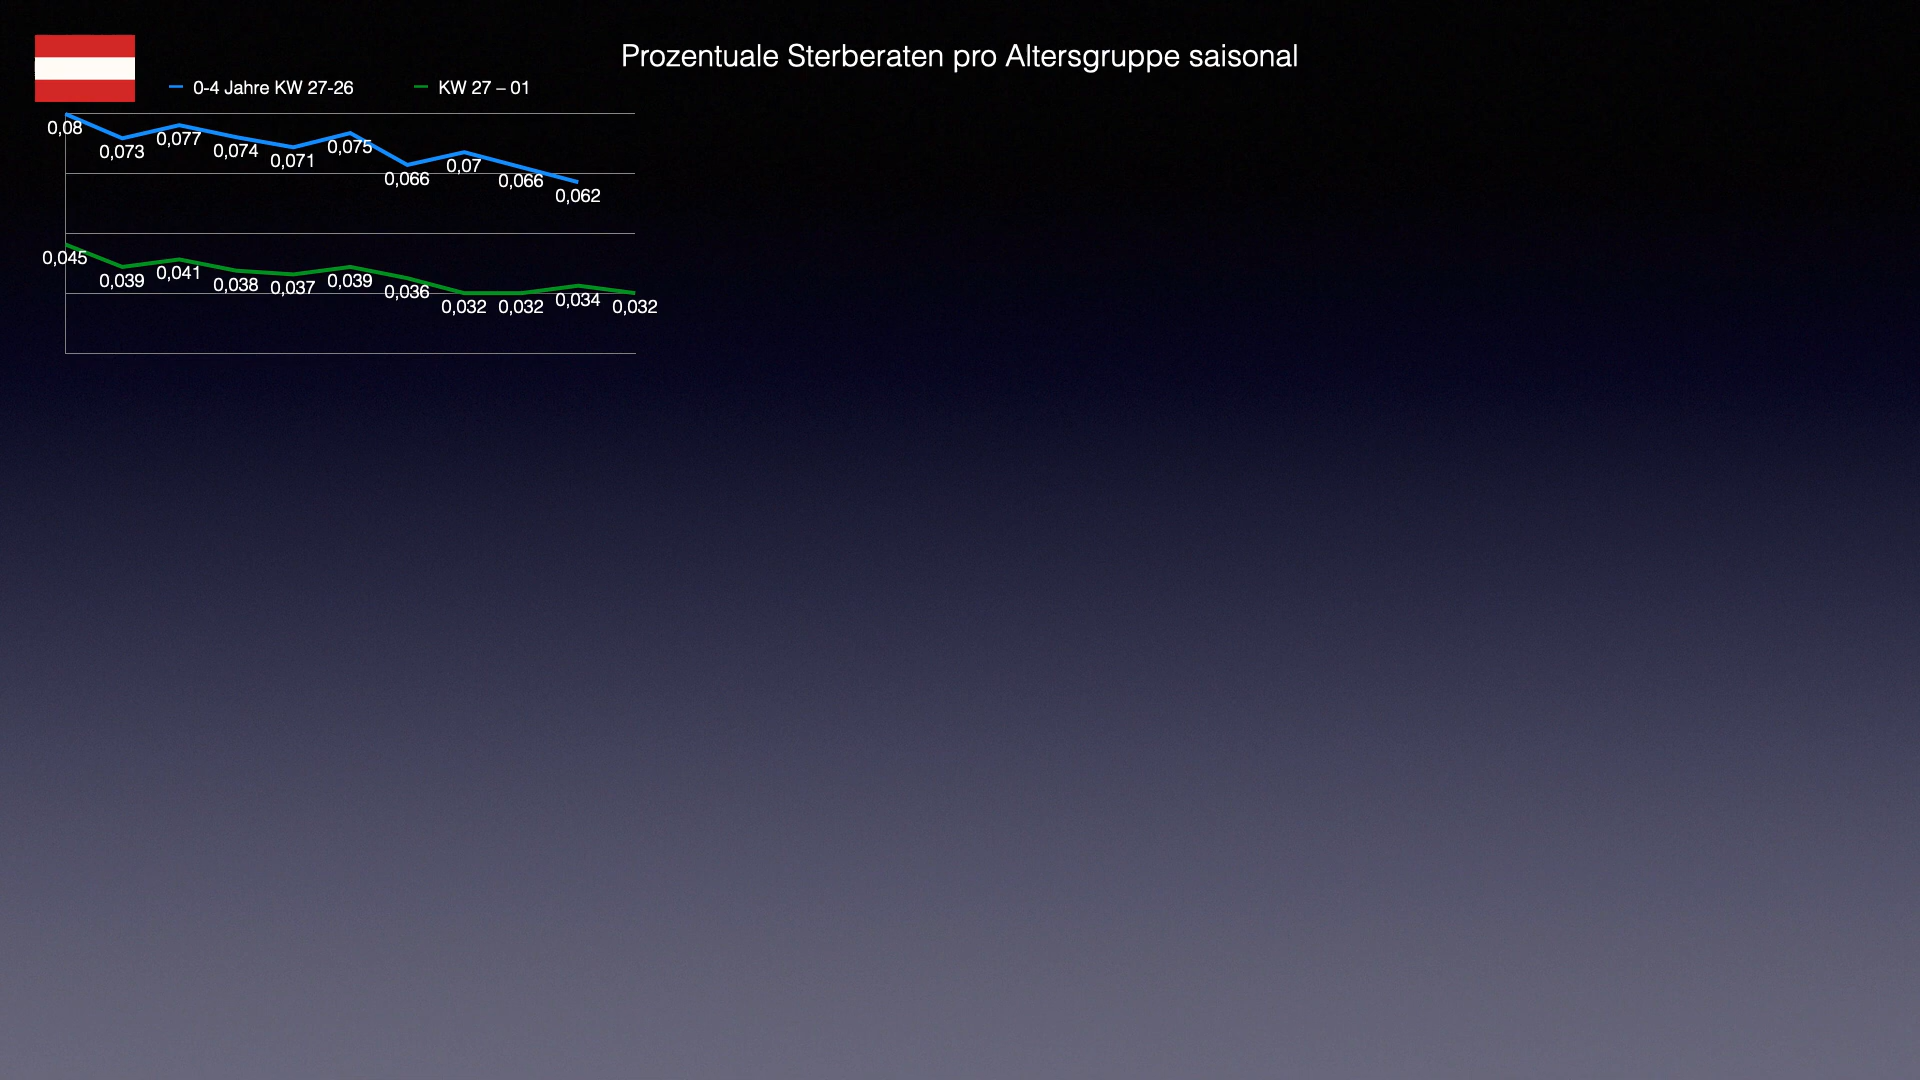 Prozentuale Sterberaten pro Altersgruppe saisonal
0-4 Jahre KW 27-26 KW 27 – 01
0,08 0,073 0,077 0,074 0,071 0,075 0,066 0,07 0,066 0,062
0,045 0,039 0,041 0,038 0,037 0,039 0,036 0,032 0,032 0,034 0,032